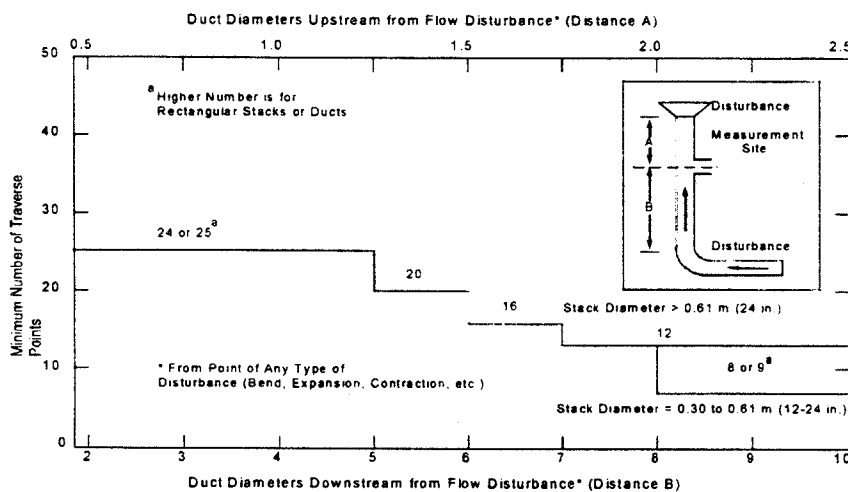 Duct Diameters Upstream from Flow Disturbance* (Distance A)
0.5 1.0 1.5 2.0 2.5
50
40
30
20
10
0
Minimum Number of Traverse
Points
a Higher Number is for
Rectangular Stacks or Ducts
24 or 25 a
20
16
12
8 or 9 a
Disturbance
Measurement
Site
A
B
Disturbance
Stack Diameter > 0.61 m (24 in.)
* From Point of Any Type of
Disturbance (Bend, Expansion, Contraction, etc.)
Stack Diameter = 0.30 to 0.61 m (12-24 in.)
2 3 4 5 6 7 8 9 10
Duct Diameters Downstream from Flow Disturbance* (Distance B)